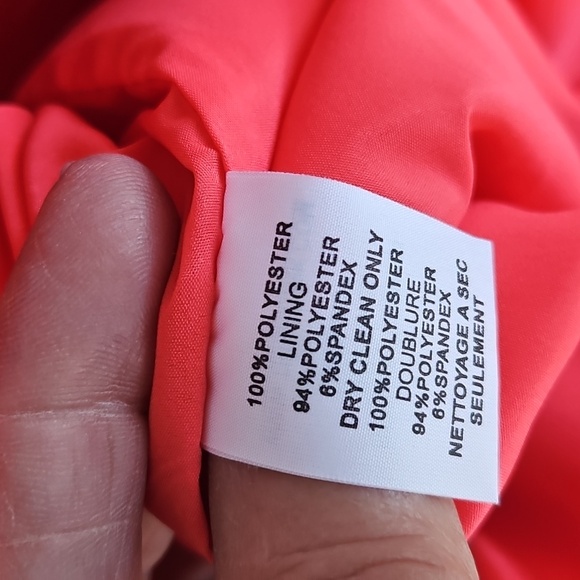 100%POLYESTER
LINING
94%POLYESTER
6%SPANDEX
DRY CLEAN ONLY
100%POLYESTER
DOUBLURE
94%POLYESTER
6%SPANDEX
NETTOYAGE A SEC
SEULEMENT